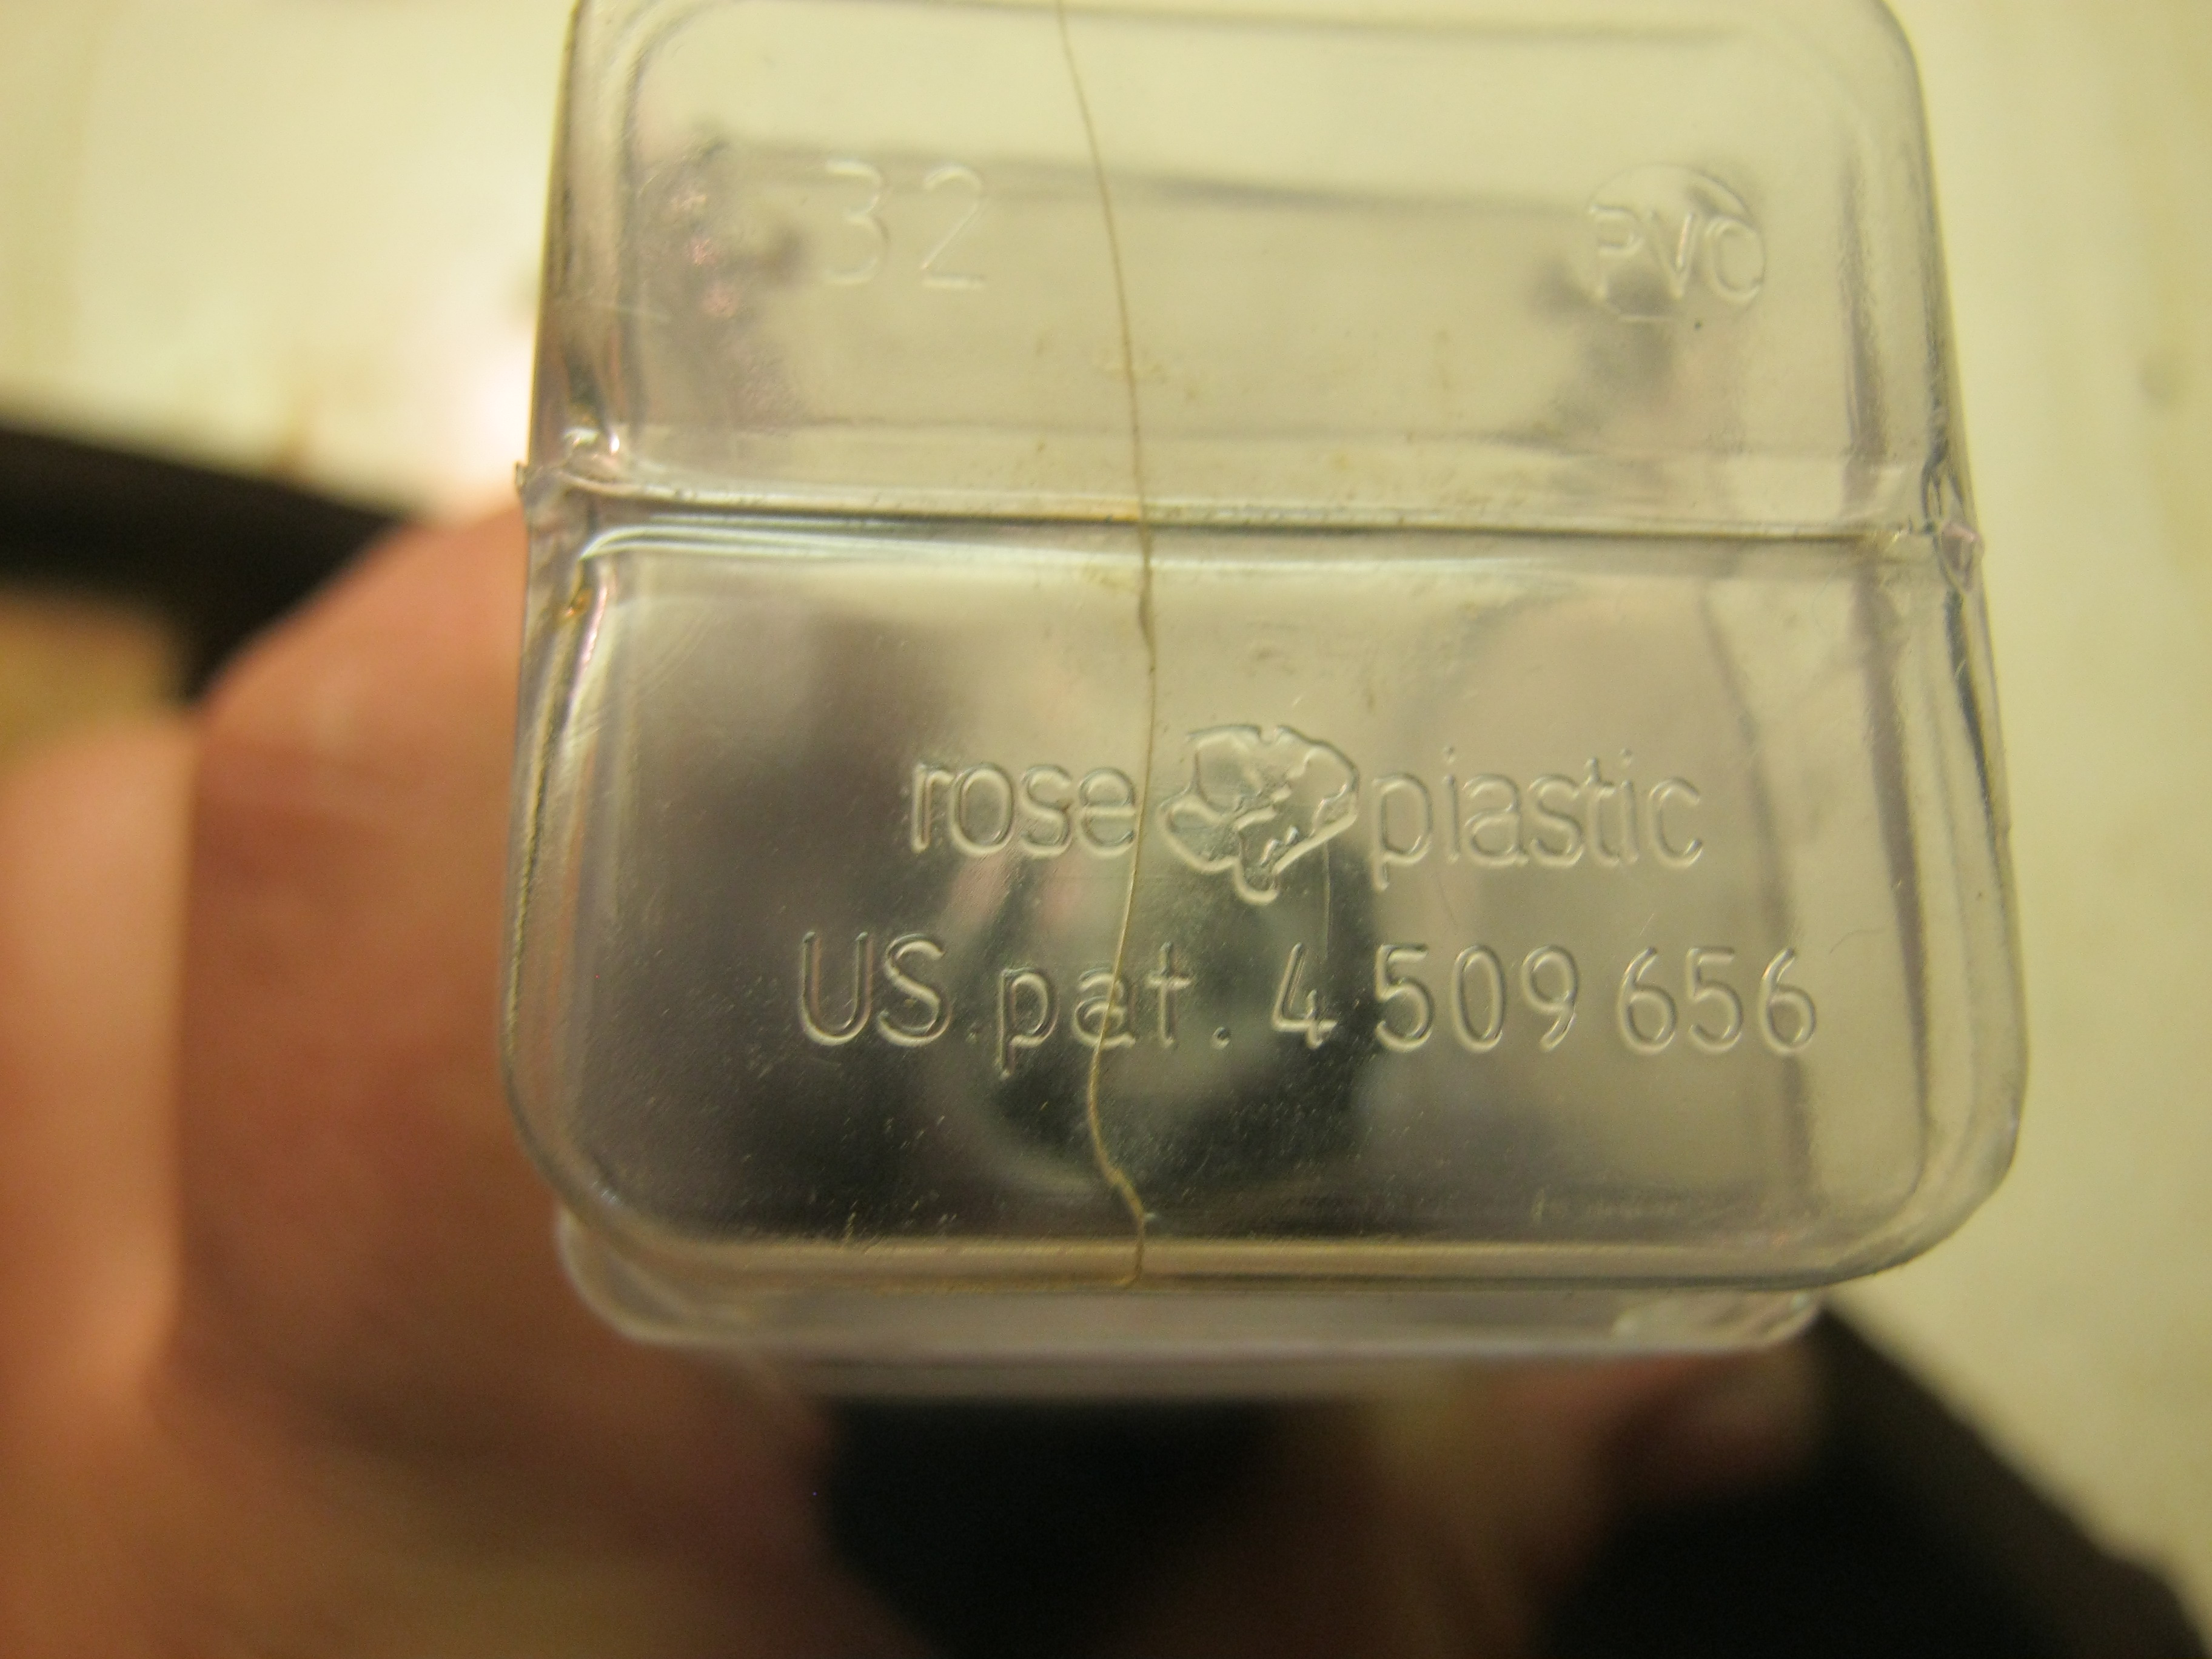 32 PVC
rose plastic
US pat. 4 509 656